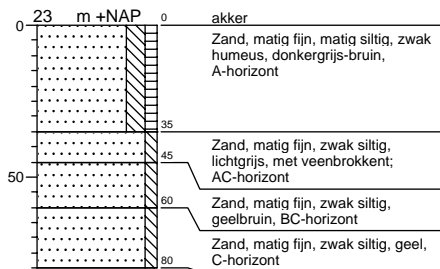 23 m +NAP
0
0
akker
Zand, matig fijn, matig siltig, zwak
humeus, donkergrijs-bruin,
A-horizont
35
Zand, matig fijn, zwak siltig,
lichtgrijs, met veenbrokkent;
AC-horizont
45
50
Zand, matig fijn, zwak siltig,
geelbruin, BC-horizont
60
Zand, matig fijn, zwak siltig, geel,
C-horizont
80